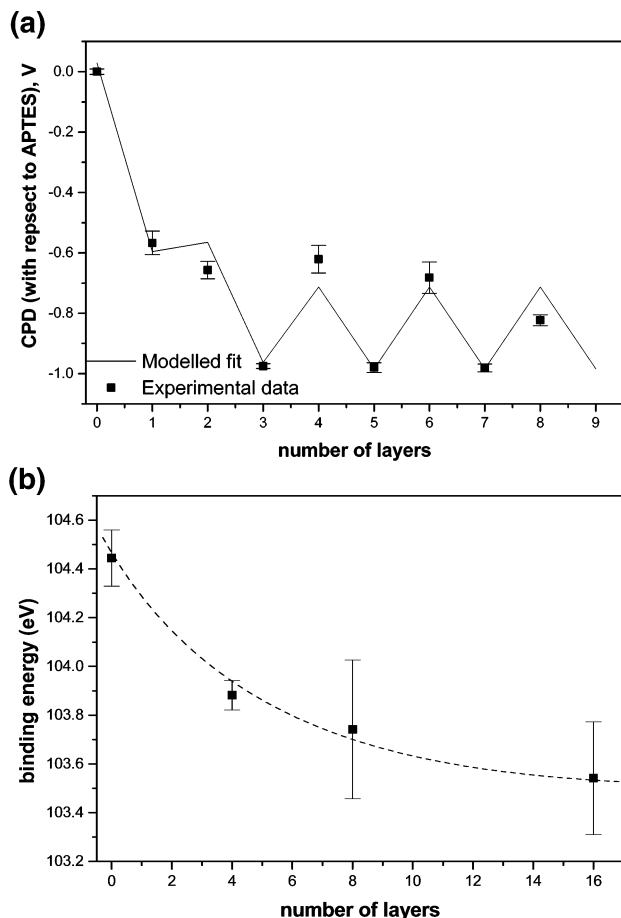 (a)
CPD (with repsect to APTES), V
0.0
-0.2
-0.4
-0.6
-0.8
-1.0
Modelled fit
Experimental data
0 1 2 3 4 5 6 7 8 9
number of layers
(b)
binding energy (eV)
104.6
104.4
104.2
104.0
103.8
103.6
103.4
103.2
0 2 4 6 8 10 12 14 16
number of layers